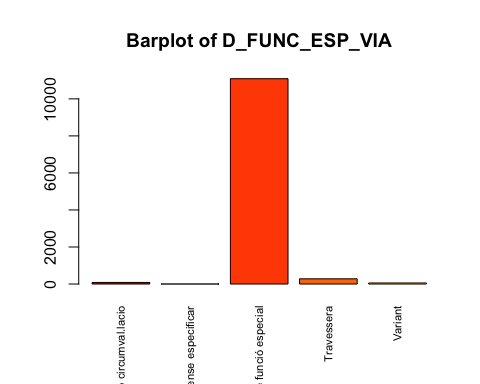 Barplot of D_FUNC_ESP_VIA
10000
6000
2000
0
circumval.lacio
especificar
funció especial
Travessera
Variant